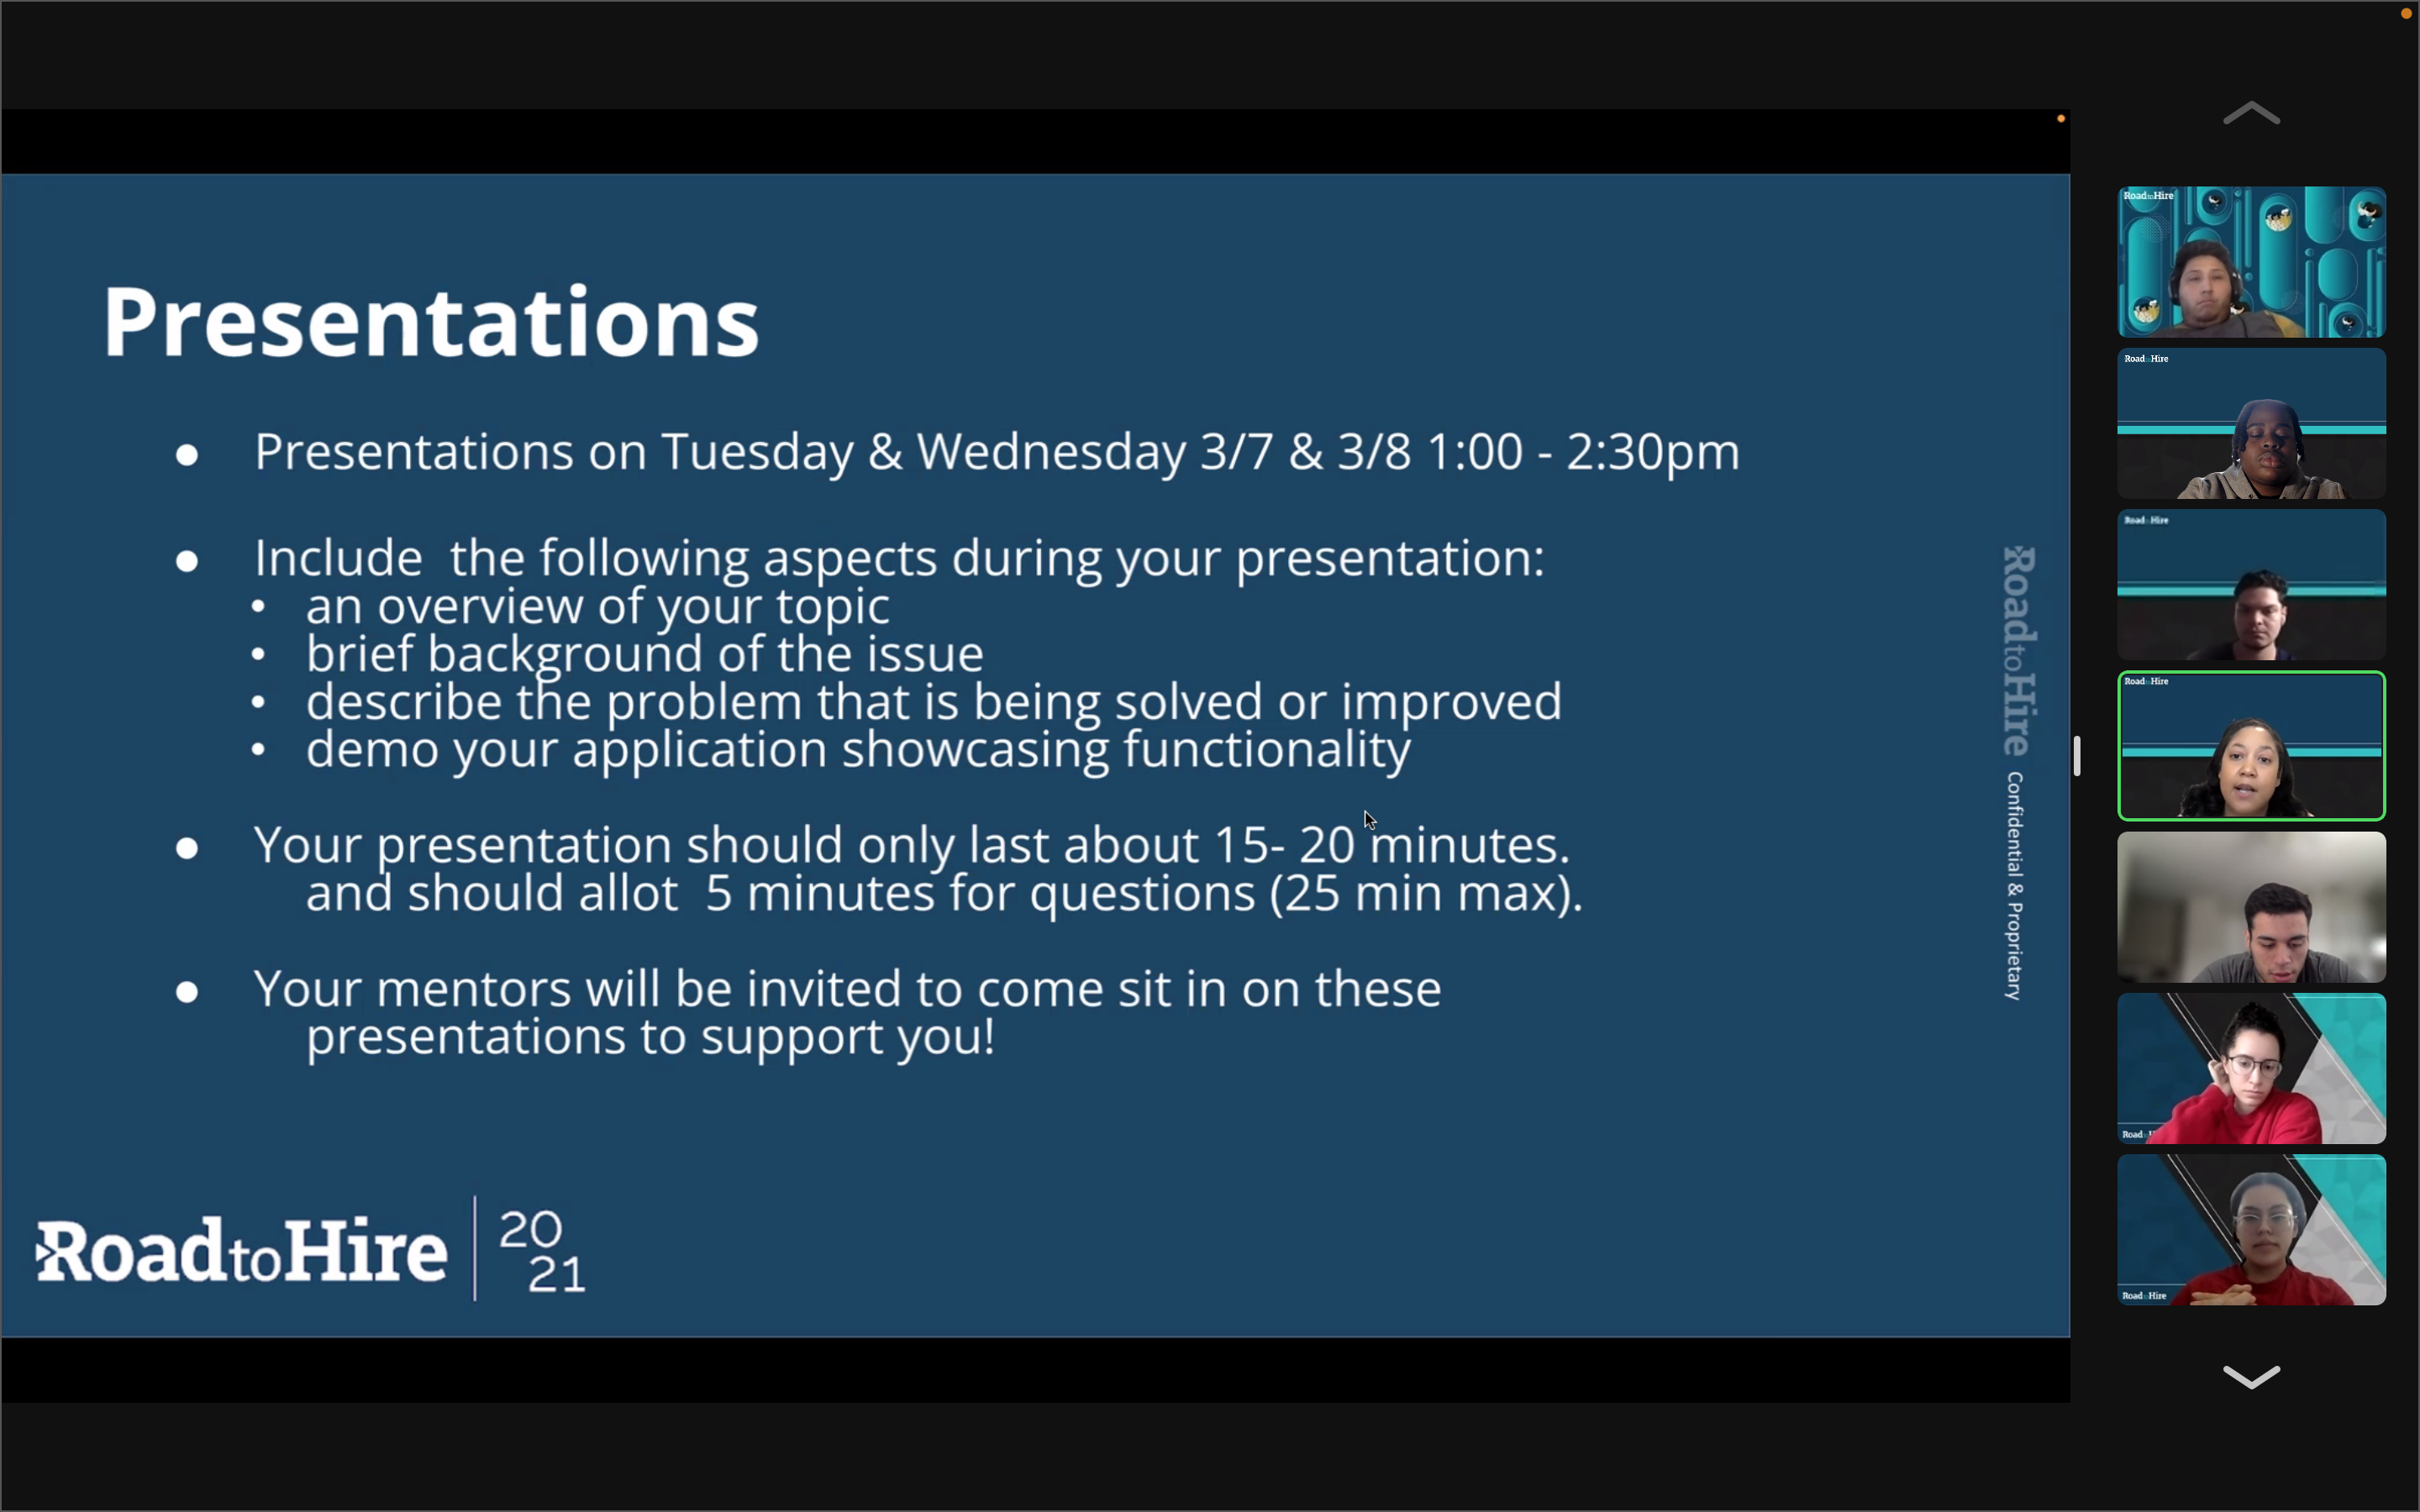 Presentations
● Presentations on Tuesday & Wednesday 3/7 & 3/8 1:00 - 2:30pm
● Include  the following aspects during your presentation:
• an overview of your topic
• brief background of the issue
• describe the problem that is being solved or improved
• demo your application showcasing functionality
● Your presentation should only last about 15- 20 minutes.
and should allot  5 minutes for questions (25 min max).
● Your mentors will be invited to come sit in on these
presentations to support you!
RoadtoHire
20
21
RoadtoHire Confidential & Proprietary
RoadtoHire
RoadtoHire
RoadtoHire
RoadtoHire
Road
RoadtoHire